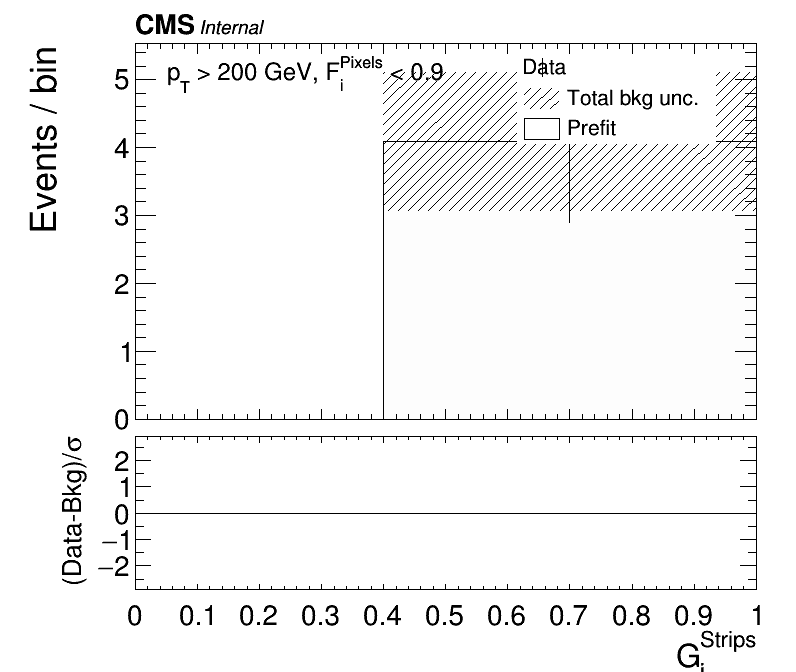 CMS Internal
p_T > 200 GeV, F_i^Pixels < 0.9
Data
Total bkg unc.
Prefit
Events / bin
5
4
3
2
1
0
(Data-Bkg)/σ
2
1
0
−1
−2
0 0.1 0.2 0.3 0.4 0.5 0.6 0.7 0.8 0.9 1
G_i^Strips